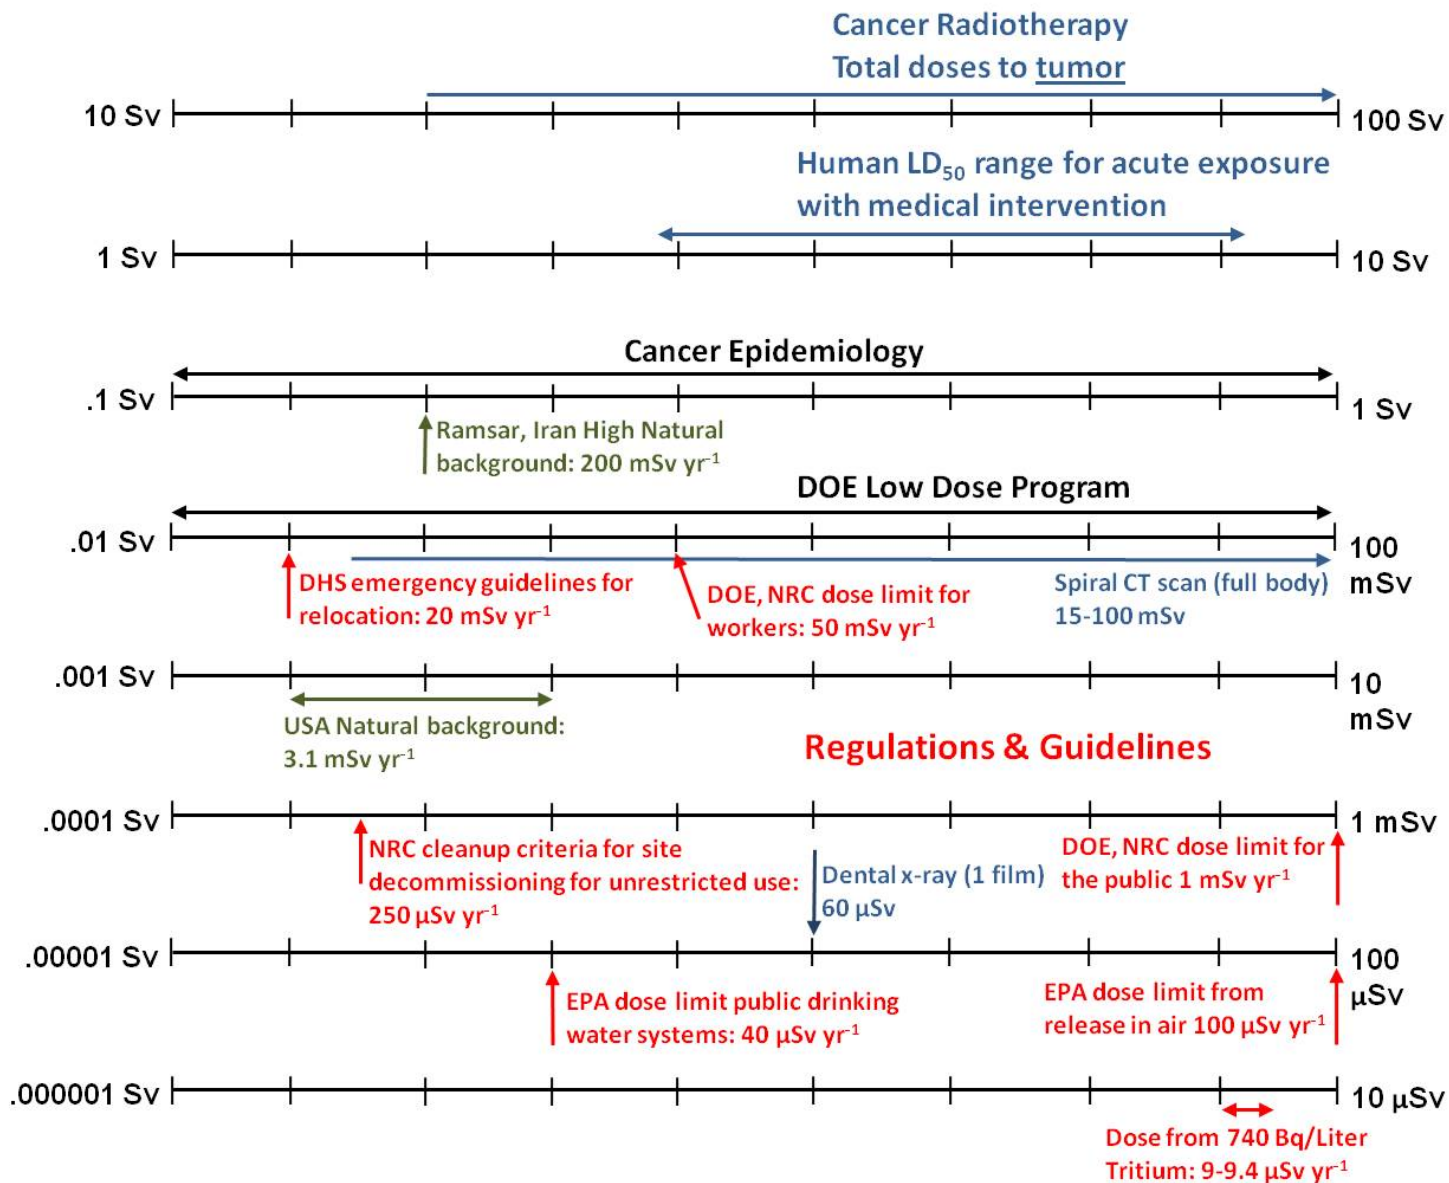 Cancer Radiotherapy
Total doses to tumor
10 Sv
100 Sv
Human LD₅₀ range for acute exposure
with medical intervention
1 Sv
10 Sv
Cancer Epidemiology
.1 Sv
1 Sv
Ramsar, Iran High Natural
background: 200 mSv yr⁻¹
DOE Low Dose Program
.01 Sv
100
mSv
DHS emergency guidelines for
relocation: 20 mSv yr⁻¹
DOE, NRC dose limit for
workers: 50 mSv yr⁻¹
Spiral CT scan (full body)
15-100 mSv
.001 Sv
10
mSv
USA Natural background:
3.1 mSv yr⁻¹
Regulations & Guidelines
.0001 Sv
1 mSv
NRC cleanup criteria for site
decommissioning for unrestricted use:
250 µSv yr⁻¹
Dental x-ray (1 film)
60 µSv
DOE, NRC dose limit for
the public 1 mSv yr⁻¹
.00001 Sv
100
µSv
EPA dose limit public drinking
water systems: 40 µSv yr⁻¹
EPA dose limit from
release in air 100 µSv yr⁻¹
.000001 Sv
10 µSv
Dose from 740 Bq/Liter
Tritium: 9-9.4 µSv yr⁻¹